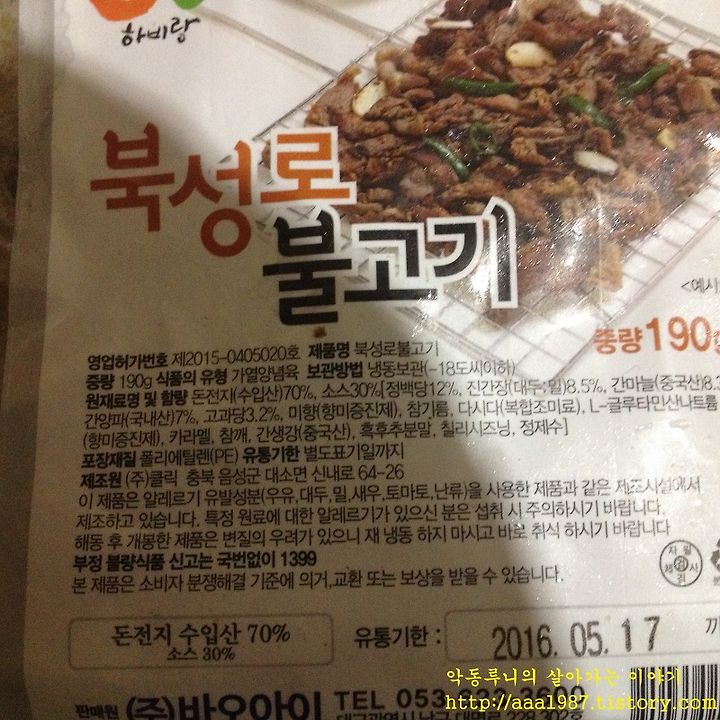 하비랑
북성로
불고기
<예시
중량 190g
영업허가번호 제2015-0405020호 제품명 북성로불고기
중량 190g 식품의 유형 가열양념육 보관방법 냉동보관(-18도씨이하)
원재료명 및 함량 돈전지(수입산)70%, 소스30%[정백당12%, 진간장(대두:밀)8.5%, 간마늘(중국산)8.3
간양파(국내산)7%, 고과당3.2%, 미향(향미증진제), 참기름, 다시다(복합조미료), L-글루타민산나트륨
(향미증진제), 카라멜, 참깨, 간생강(중국산), 흑후추분말, 칠리시즈닝, 정제수]
포장재질 폴리에틸렌(PE) 유통기한 별도표기일까지
제조원 (주)클릭 충북 음성군 대소면 신내로 64-26
이 제품은 알레르기 유발성분(우유,대두,밀,새우,토마토,난류)을 사용한 제품과 같은 제조시설에서
제조하고 있습니다. 특정 원료에 대한 알레르기가 있으신 분은 섭취 시 주의하시기 바랍니다.
해동 후 개봉한 제품은 변질의 우려가 있으니 재 냉동 하지 마시고 바로 취식 하시기 바랍니다
부정 불량식품 신고는 국번없이 1399
본 제품은 소비자 분쟁해결 기준에 의거,교환 또는 보상을 받을 수 있습니다.
돈전지 수입산 70%
소스 30%
유통기한 : 2016. 05. 17 까
악동루니의 살아가는 이야기
판매원 (주)바오아이 TEL 053
http://aaa1987.tistory.com